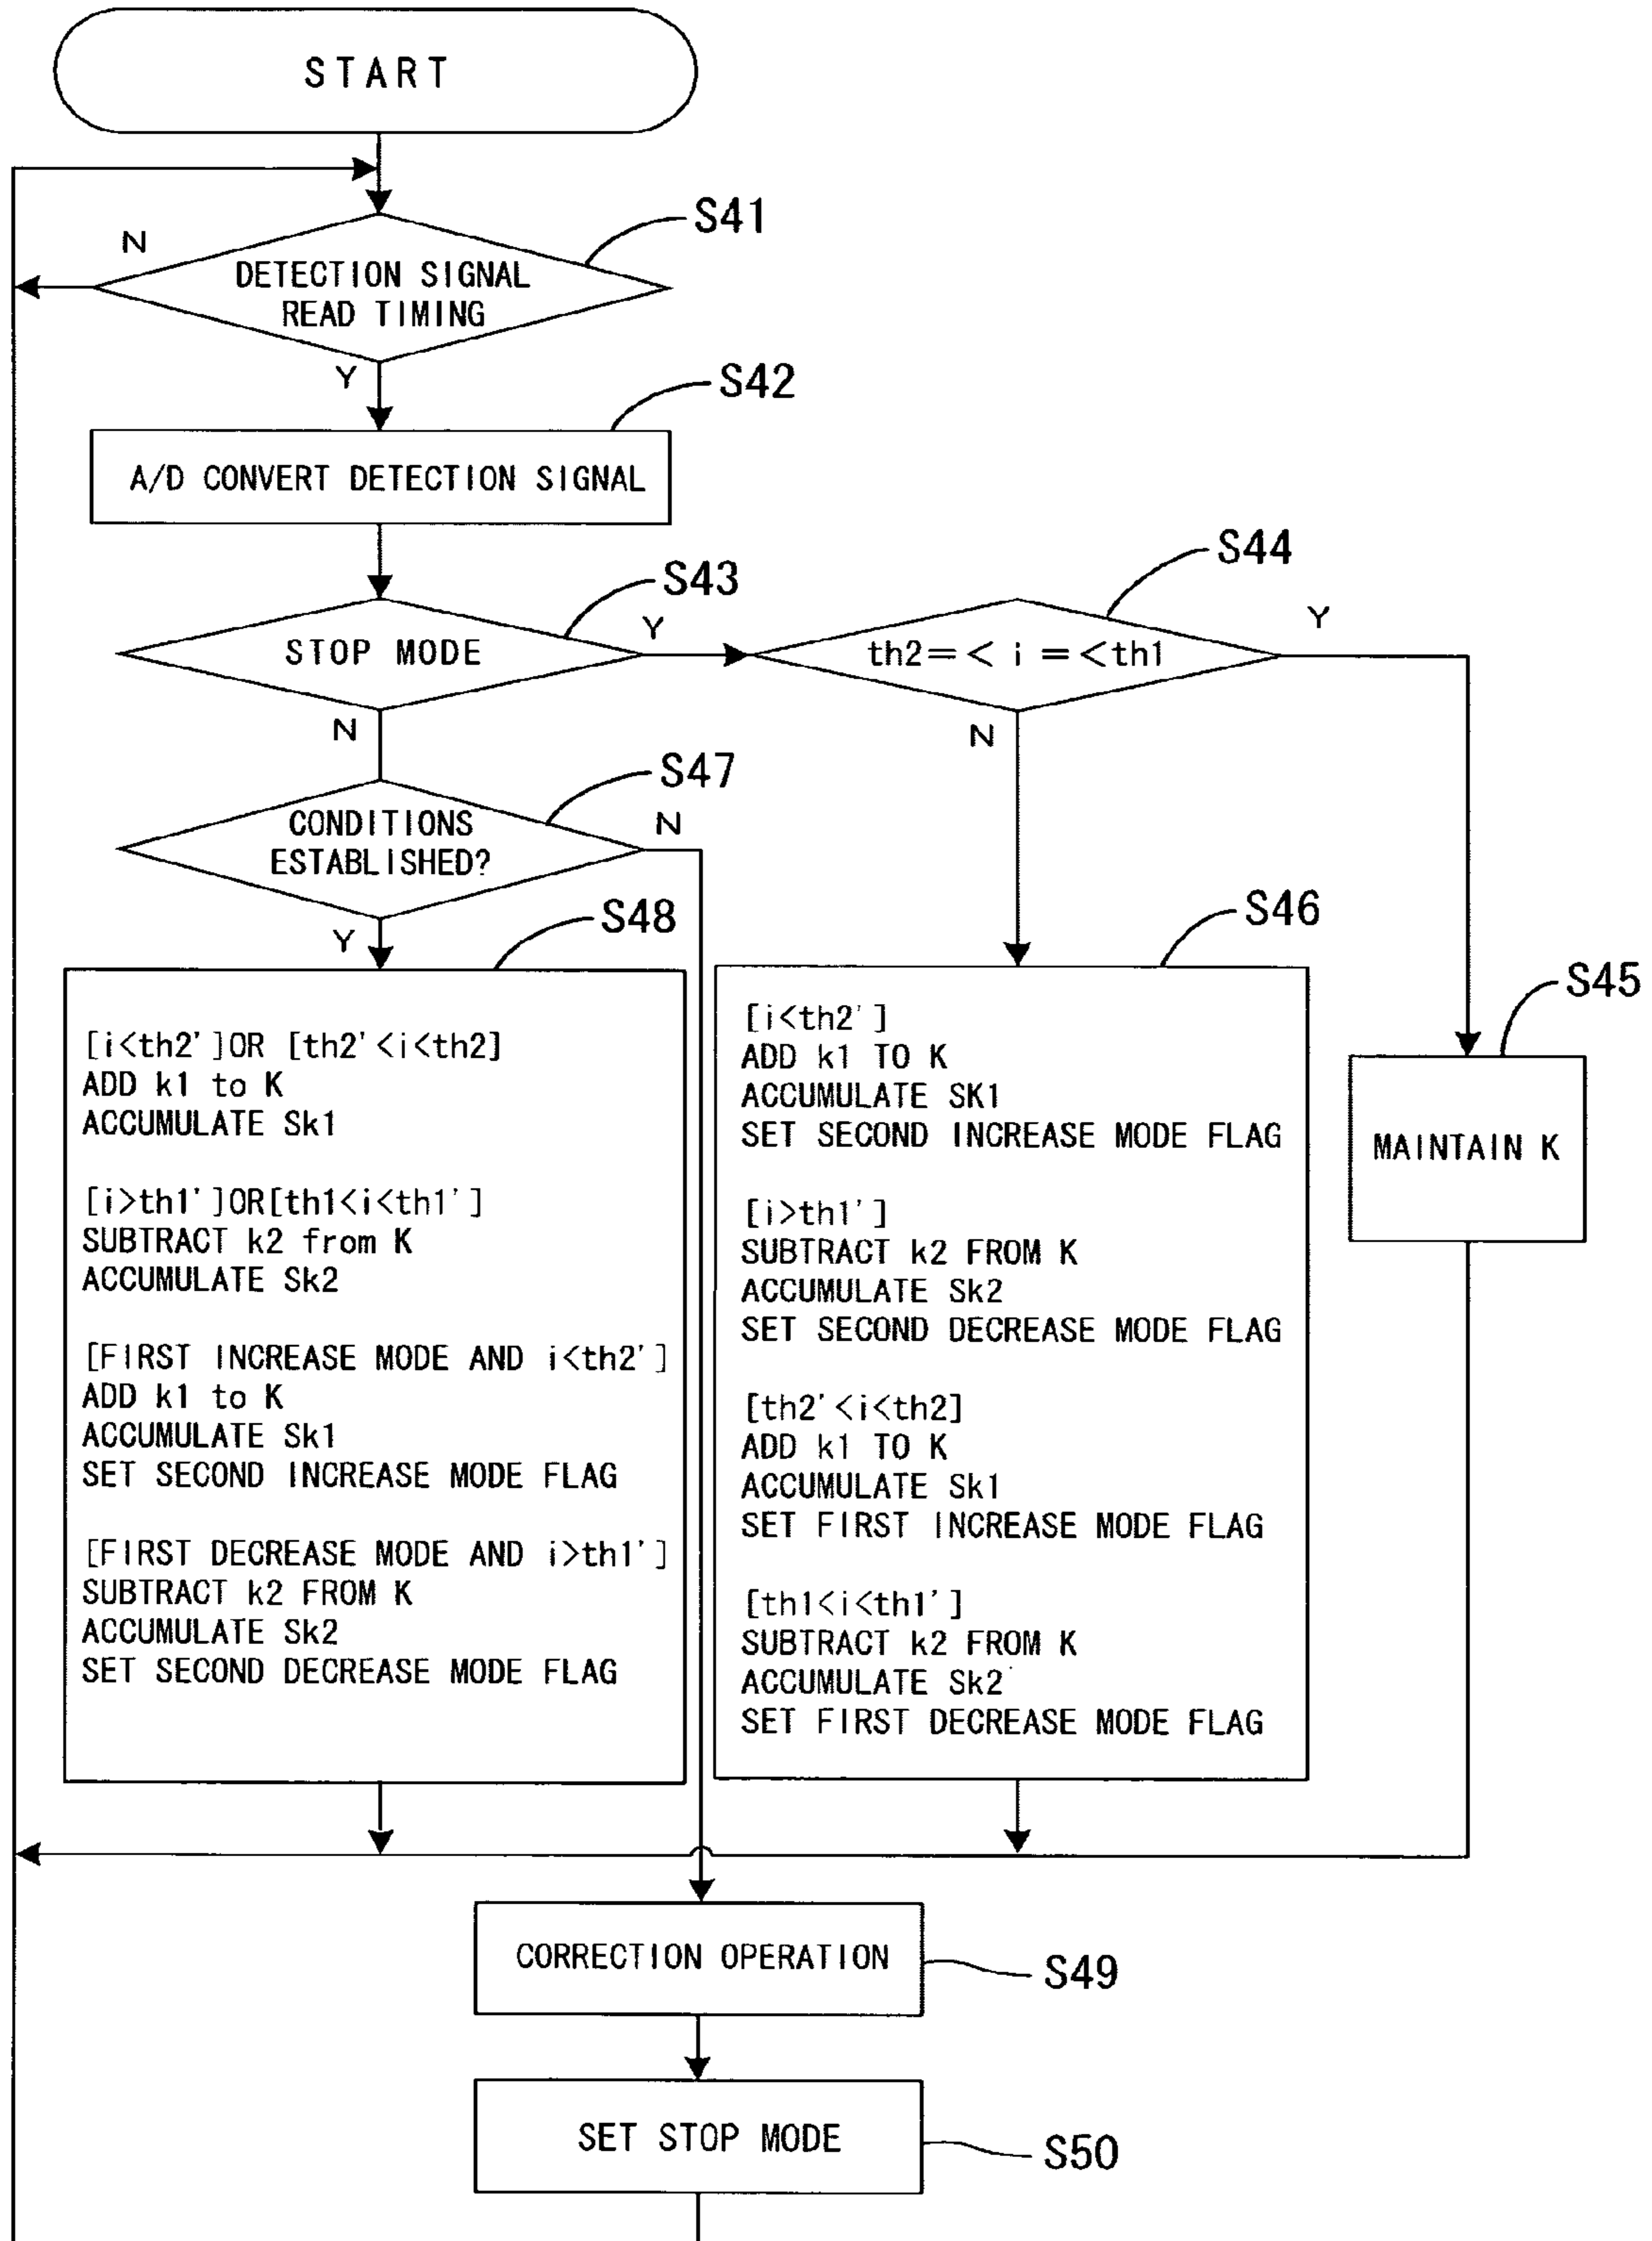 START
S41
N
DETECTION SIGNAL
READ TIMING
Y
S42
A/D CONVERT DETECTION SIGNAL
S43
STOP MODE
Y
N
S44
th2=< i =<th1
Y
N
S47
CONDITIONS
ESTABLISHED?
N
Y
S48
[i<th2']OR [th2'<i<th2]
ADD k1 to K
ACCUMULATE Sk1
[i>th1']OR[th1<i<th1']
SUBTRACT k2 from K
ACCUMULATE Sk2
[FIRST INCREASE MODE AND i<th2']
ADD k1 to K
ACCUMULATE Sk1
SET SECOND INCREASE MODE FLAG
[FIRST DECREASE MODE AND i>th1']
SUBTRACT k2 FROM K
ACCUMULATE Sk2
SET SECOND DECREASE MODE FLAG
S46
[i<th2']
ADD k1 TO K
ACCUMULATE SK1
SET SECOND INCREASE MODE FLAG
[i>th1']
SUBTRACT k2 FROM K
ACCUMULATE Sk2
SET SECOND DECREASE MODE FLAG
[th2'<i<th2]
ADD k1 TO K
ACCUMULATE Sk1
SET FIRST INCREASE MODE FLAG
[th1<i<th1']
SUBTRACT k2 FROM K
ACCUMULATE Sk2
SET FIRST DECREASE MODE FLAG
S45
MAINTAIN K
CORRECTION OPERATION
S49
SET STOP MODE
S50